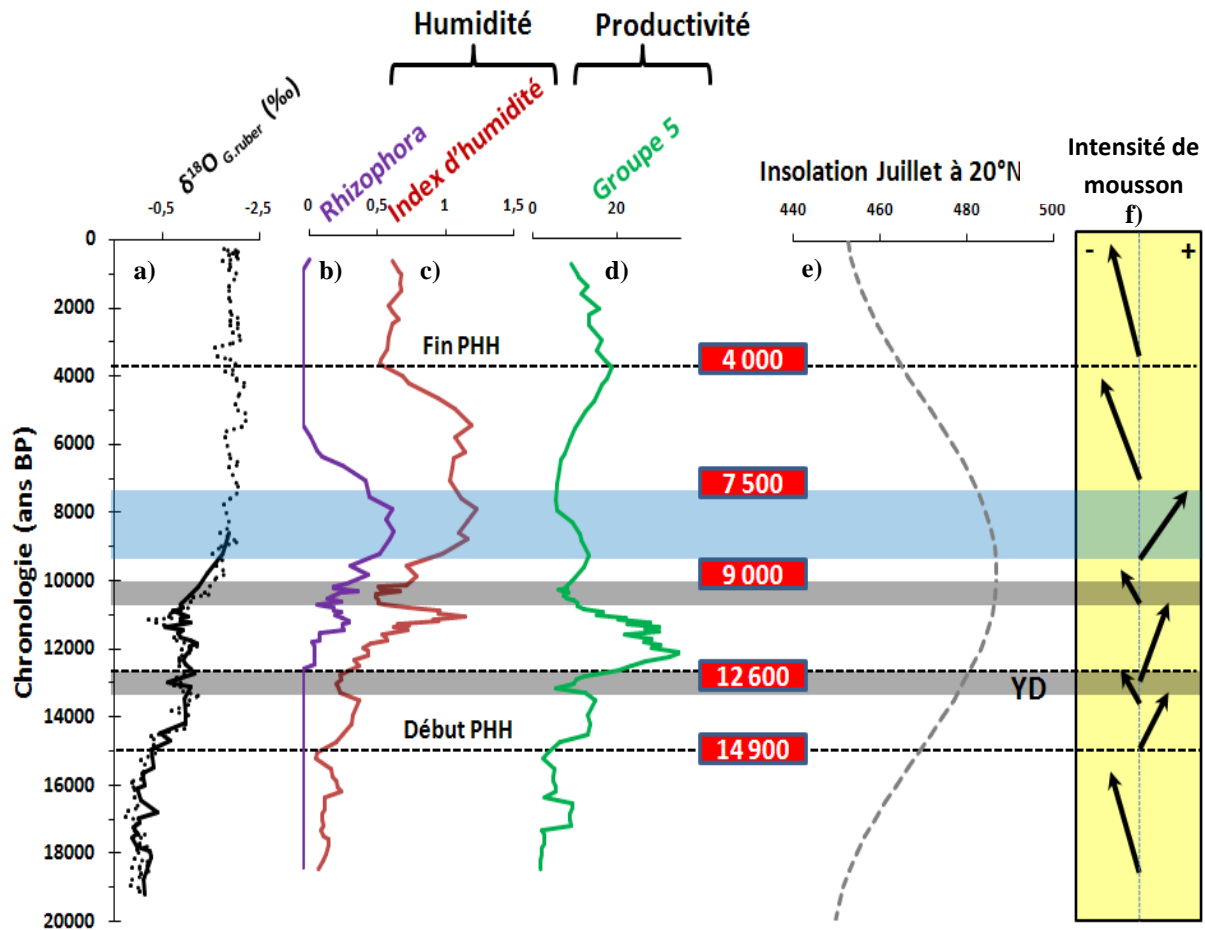 Humidité
Productivité
δ¹⁸O G.ruber (‰)
Rhizophora
Index d'humidité
Groupe 5
Insolation Juillet à 20°N
Intensité de
mousson
f)
-0,5 -2,5 0 0,5 1 1,5 0 20 440 460 480 500
a) b) c) d) e)
- +
Chronologie (ans BP)
0
2000
4000
6000
8000
10000
12000
14000
16000
18000
20000
Fin PHH
4 000
7 500
9 000
12 600
YD
Début PHH
14 900